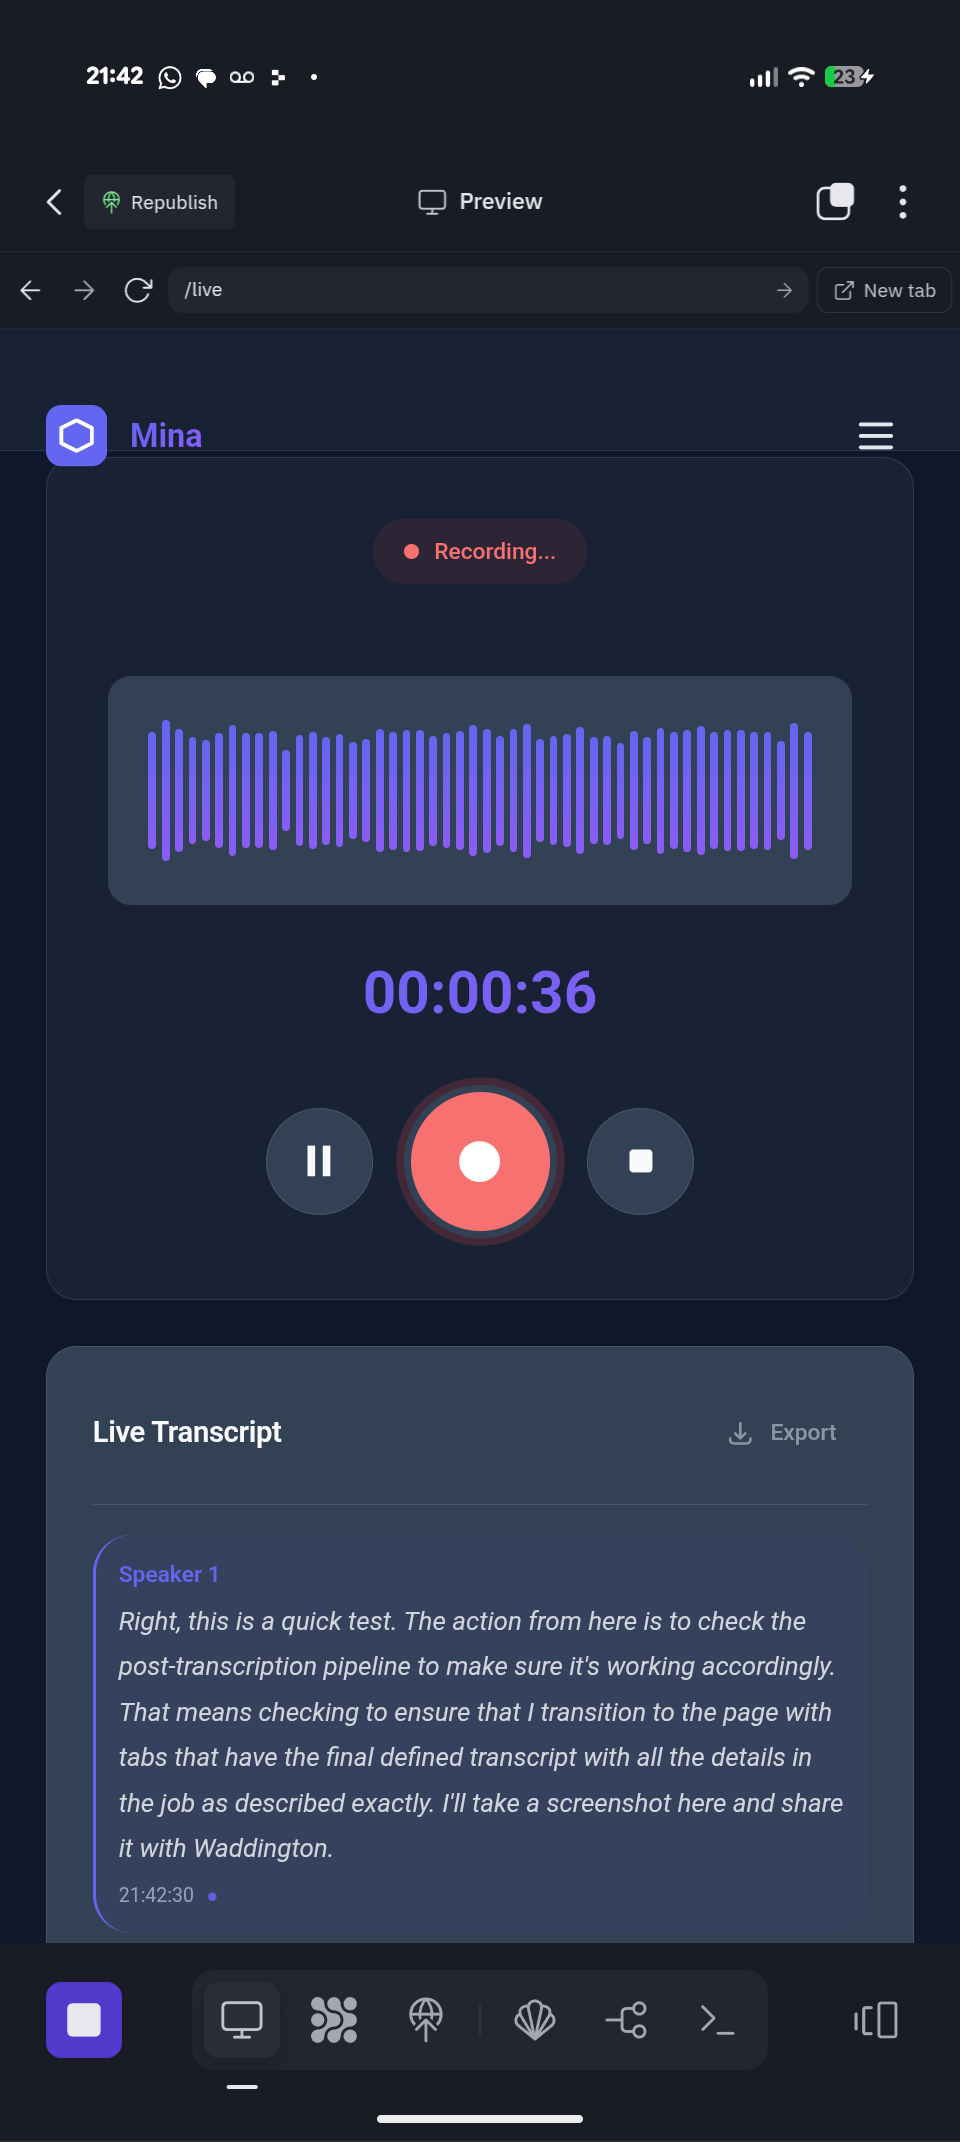 21:42
23
Republish
Preview
/live
New tab
Mina
Recording...
00:00:36
Live Transcript
Export
Speaker 1
Right, this is a quick test. The action from here is to check the
post-transcription pipeline to make sure it's working accordingly.
That means checking to ensure that I transition to the page with
tabs that have the final defined transcript with all the details in
the job as described exactly. I'll take a screenshot here and share
it with Waddington.
21:42:30